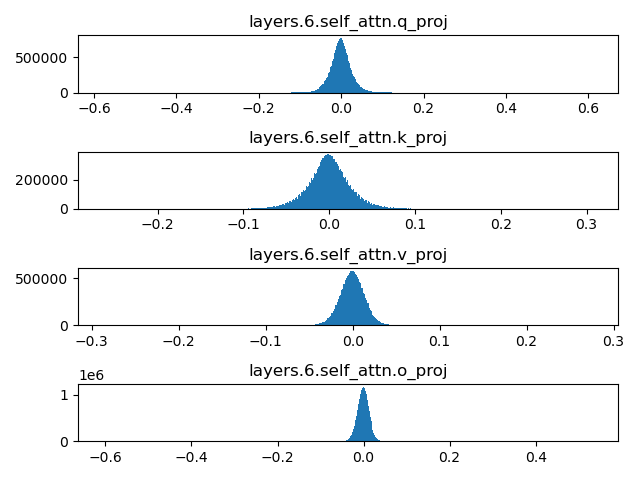 layers.6.self_attn.q_proj
500000
0
−0.6 −0.4 −0.2 0.0 0.2 0.4 0.6
layers.6.self_attn.k_proj
200000
0
−0.2 −0.1 0.0 0.1 0.2 0.3
layers.6.self_attn.v_proj
500000
0
−0.3 −0.2 −0.1 0.0 0.1 0.2 0.3
layers.6.self_attn.o_proj
1e6
1
0
−0.6 −0.4 −0.2 0.0 0.2 0.4